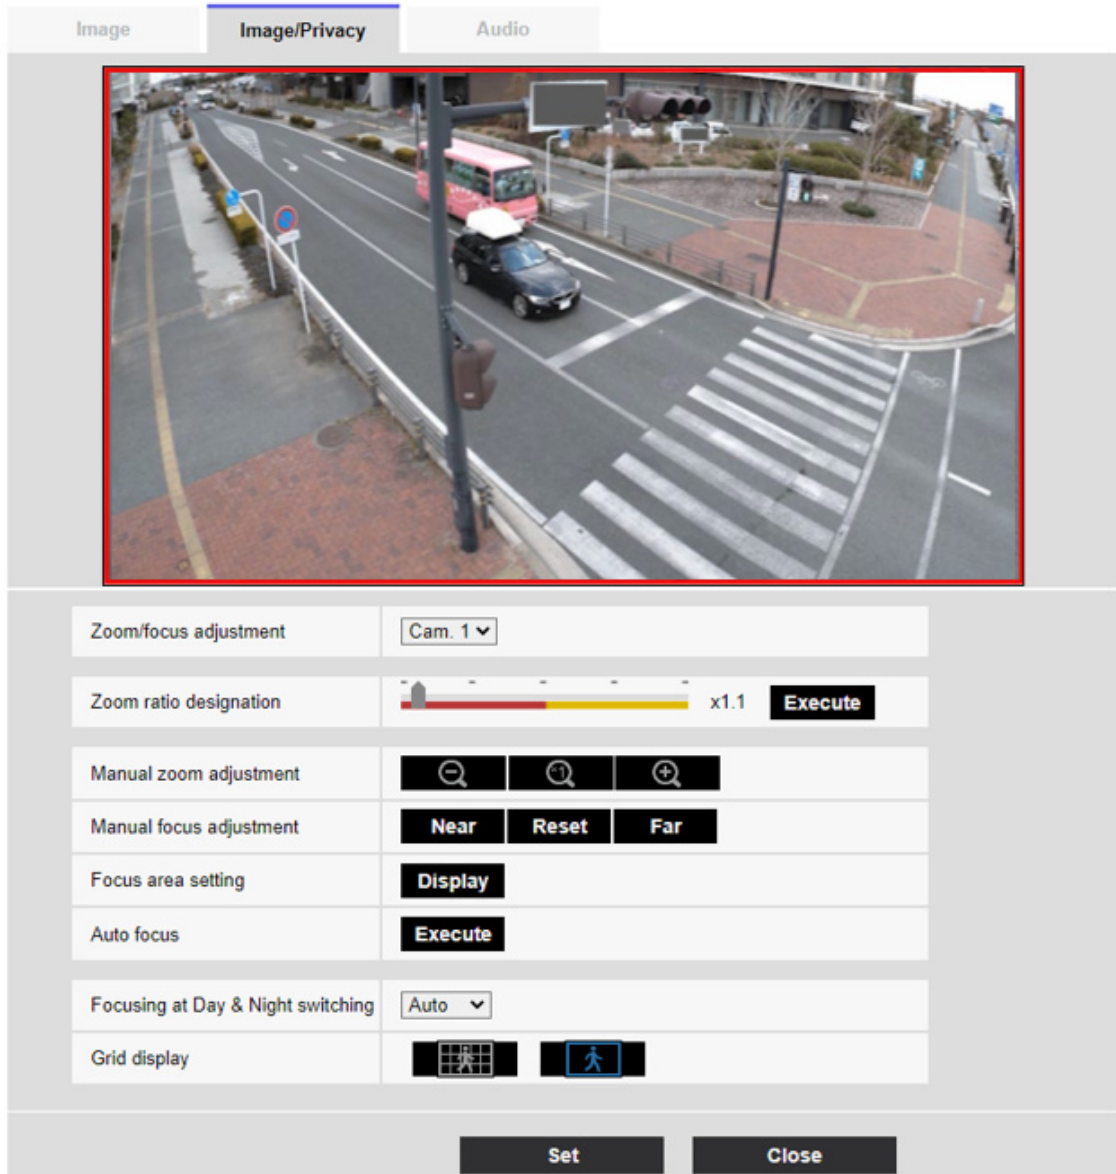 Image
Image/Privacy
Audio
Zoom/focus adjustment
Cam. 1
Zoom ratio designation
x1.1
Execute
Manual zoom adjustment
×1
Manual focus adjustment
Near
Reset
Far
Focus area setting
Display
Auto focus
Execute
Focusing at Day & Night switching
Auto
Grid display
Set
Close